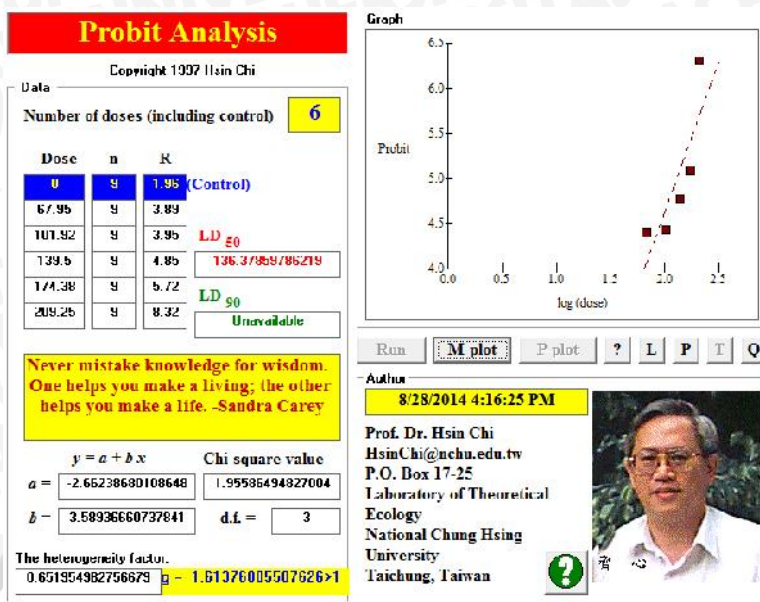 Probit Analysis
Copyright 1997 Hsin Chi
Data
Number of doses (including control) 6
Dose n R
0 9 1.96 (Control)
67.95 9 3.89
101.92 9 3.95
139.5 9 4.85
174.38 9 5.72
209.25 9 8.32
LD 50
136.37859786219
LD 90
Unavailable
Never mistake knowledge for wisdom.
One helps you make a living; the other
helps you make a life. -Sandra Carey
y = a + b x Chi square value
a = -2.66238680108648 1.95586494827004
b = 3.58936660737841 d.f. = 3
The heterogeneity factor.
0.651954982756679 g = 1.61376005507626>1
Graph
6.5
6.0
5.5
Probit
5.0
4.5
4.0
0.0 0.5 1.0 1.5 2.0 2.5
log (dose)
Run M plot P plot ? L P T Q
Author
8/28/2014 4:16:25 PM
Prof. Dr. Hsin Chi
HsinChi@nchu.edu.tw
P.O. Box 17-25
Laboratory of Theoretical
Ecology
National Chung Hsing
University
Taichung, Taiwan
?
齊 心